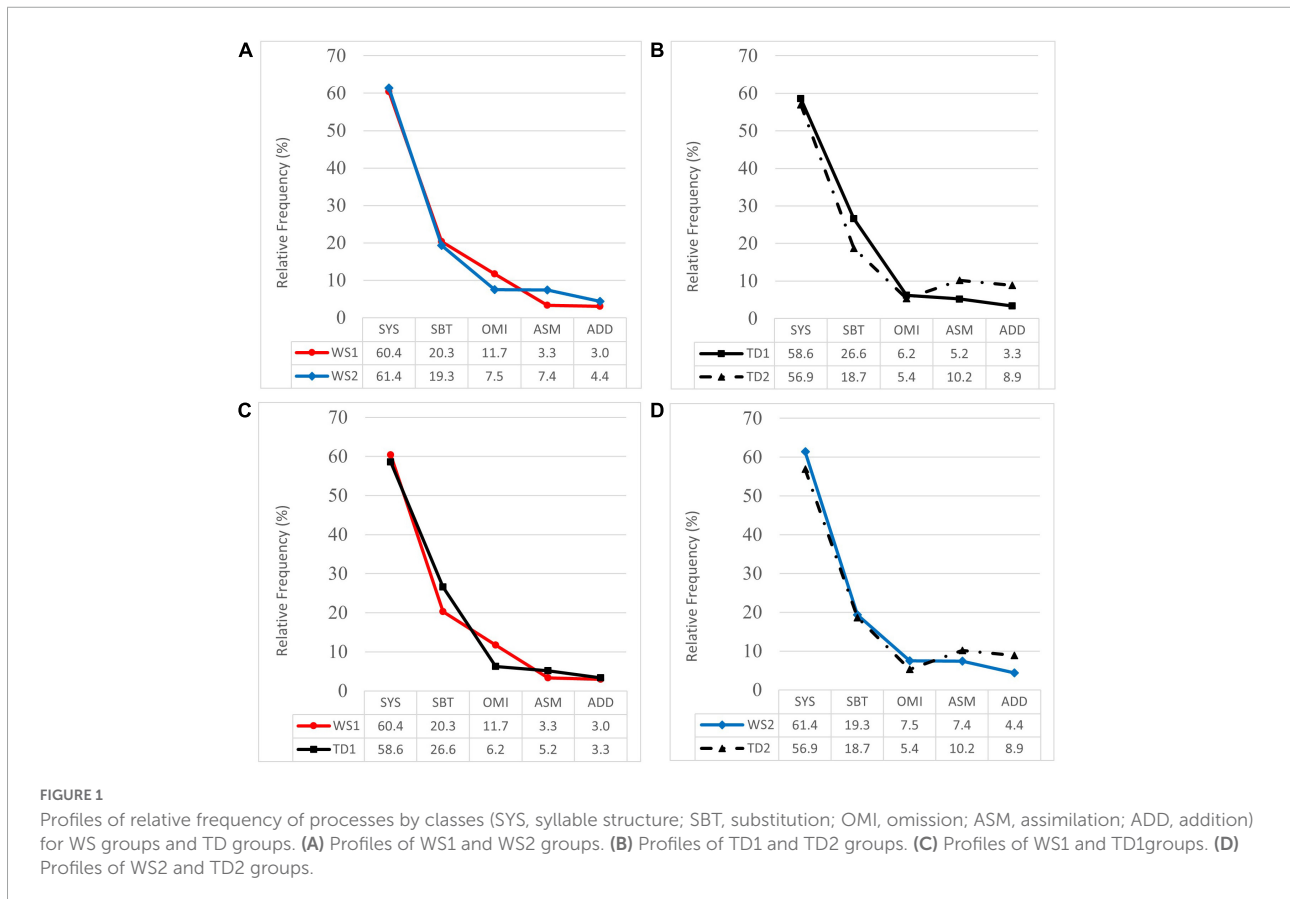 A
Relative Frequency (%)
70
60
50
40
30
20
10
0
SYS SBT OMI ASM ADD
WS1 60.4 20.3 11.7 3.3 3.0
WS2 61.4 19.3 7.5 7.4 4.4
B
Relative Frequency (%)
70
60
50
40
30
20
10
0
SYS SBT OMI ASM ADD
TD1 58.6 26.6 6.2 5.2 3.3
TD2 56.9 18.7 5.4 10.2 8.9
C
Relative Frequency (%)
70
60
50
40
30
20
10
0
SYS SBT OMI ASM ADD
WS1 60.4 20.3 11.7 3.3 3.0
TD1 58.6 26.6 6.2 5.2 3.3
D
Relative Frequency (%)
70
60
50
40
30
20
10
0
SYS SBT OMI ASM ADD
WS2 61.4 19.3 7.5 7.4 4.4
TD2 56.9 18.7 5.4 10.2 8.9
FIGURE 1
Profiles of relative frequency of processes by classes (SYS, syllable structure; SBT, substitution; OMI, omission; ASM, assimilation; ADD, addition)
for WS groups and TD groups. (A) Profiles of WS1 and WS2 groups. (B) Profiles of TD1 and TD2 groups. (C) Profiles of WS1 and TD1groups. (D)
Profiles of WS2 and TD2 groups.